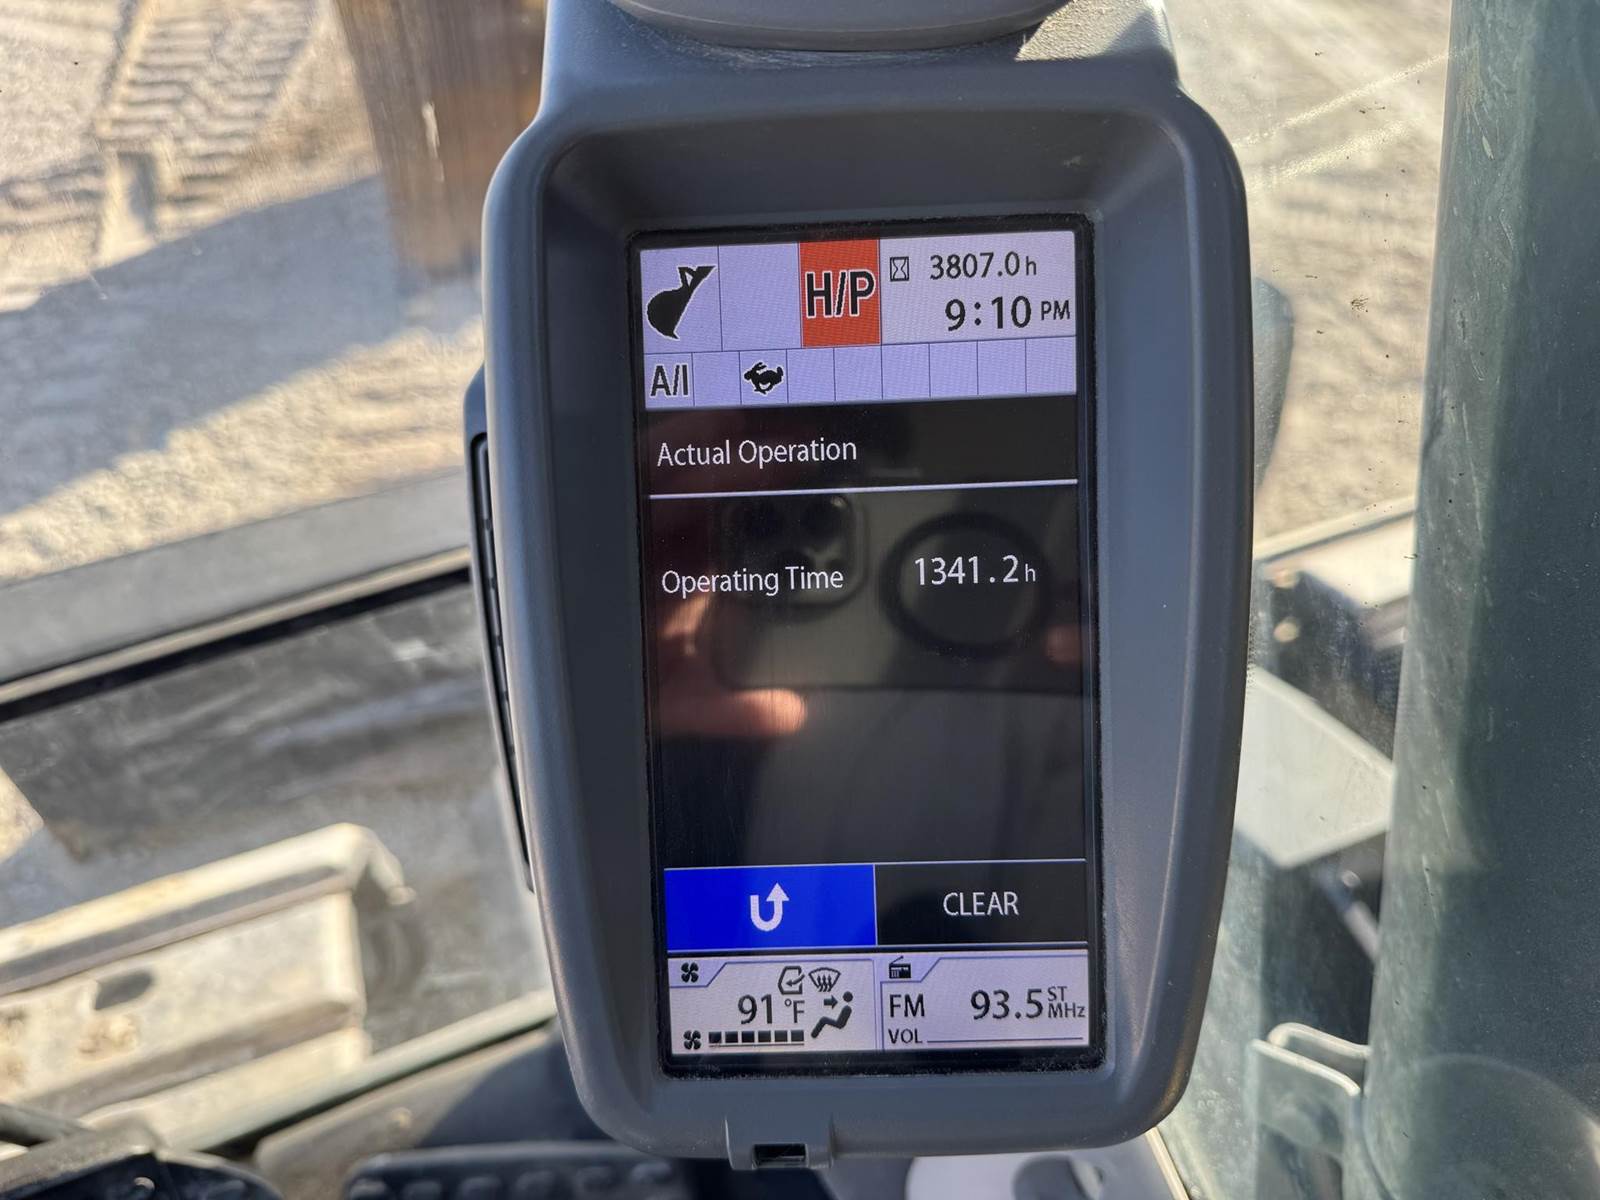 H/P
3807.0h
9:10 PM
A/I
Actual Operation
Operating Time 1341.2h
CLEAR
91°F
FM 93.5 ST MHz
VOL